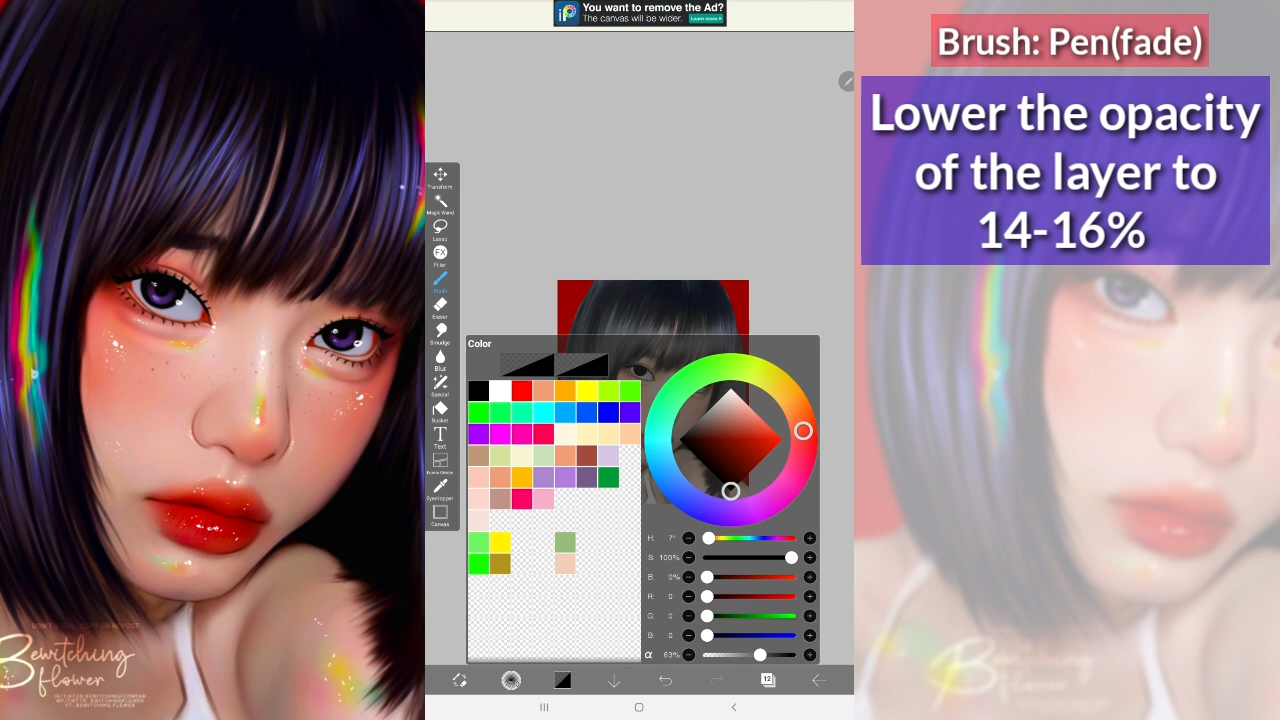 You want to remove the Ad?
The canvas will be wider.
Learn more
Brush: Pen(fade)
Lower the opacity
of the layer to
14-16%
Transform
Magic Wand
Lasso
FX
Filter
Brush
Eraser
Smudge
Blur
Special
Bucket
T
Text
Frame Divider
Eyedropper
Canvas
Color
H: 7°
S: 100%
B: 0%
R: 0
G: 0
B: 0
α 63%
12
Bewitching
flower